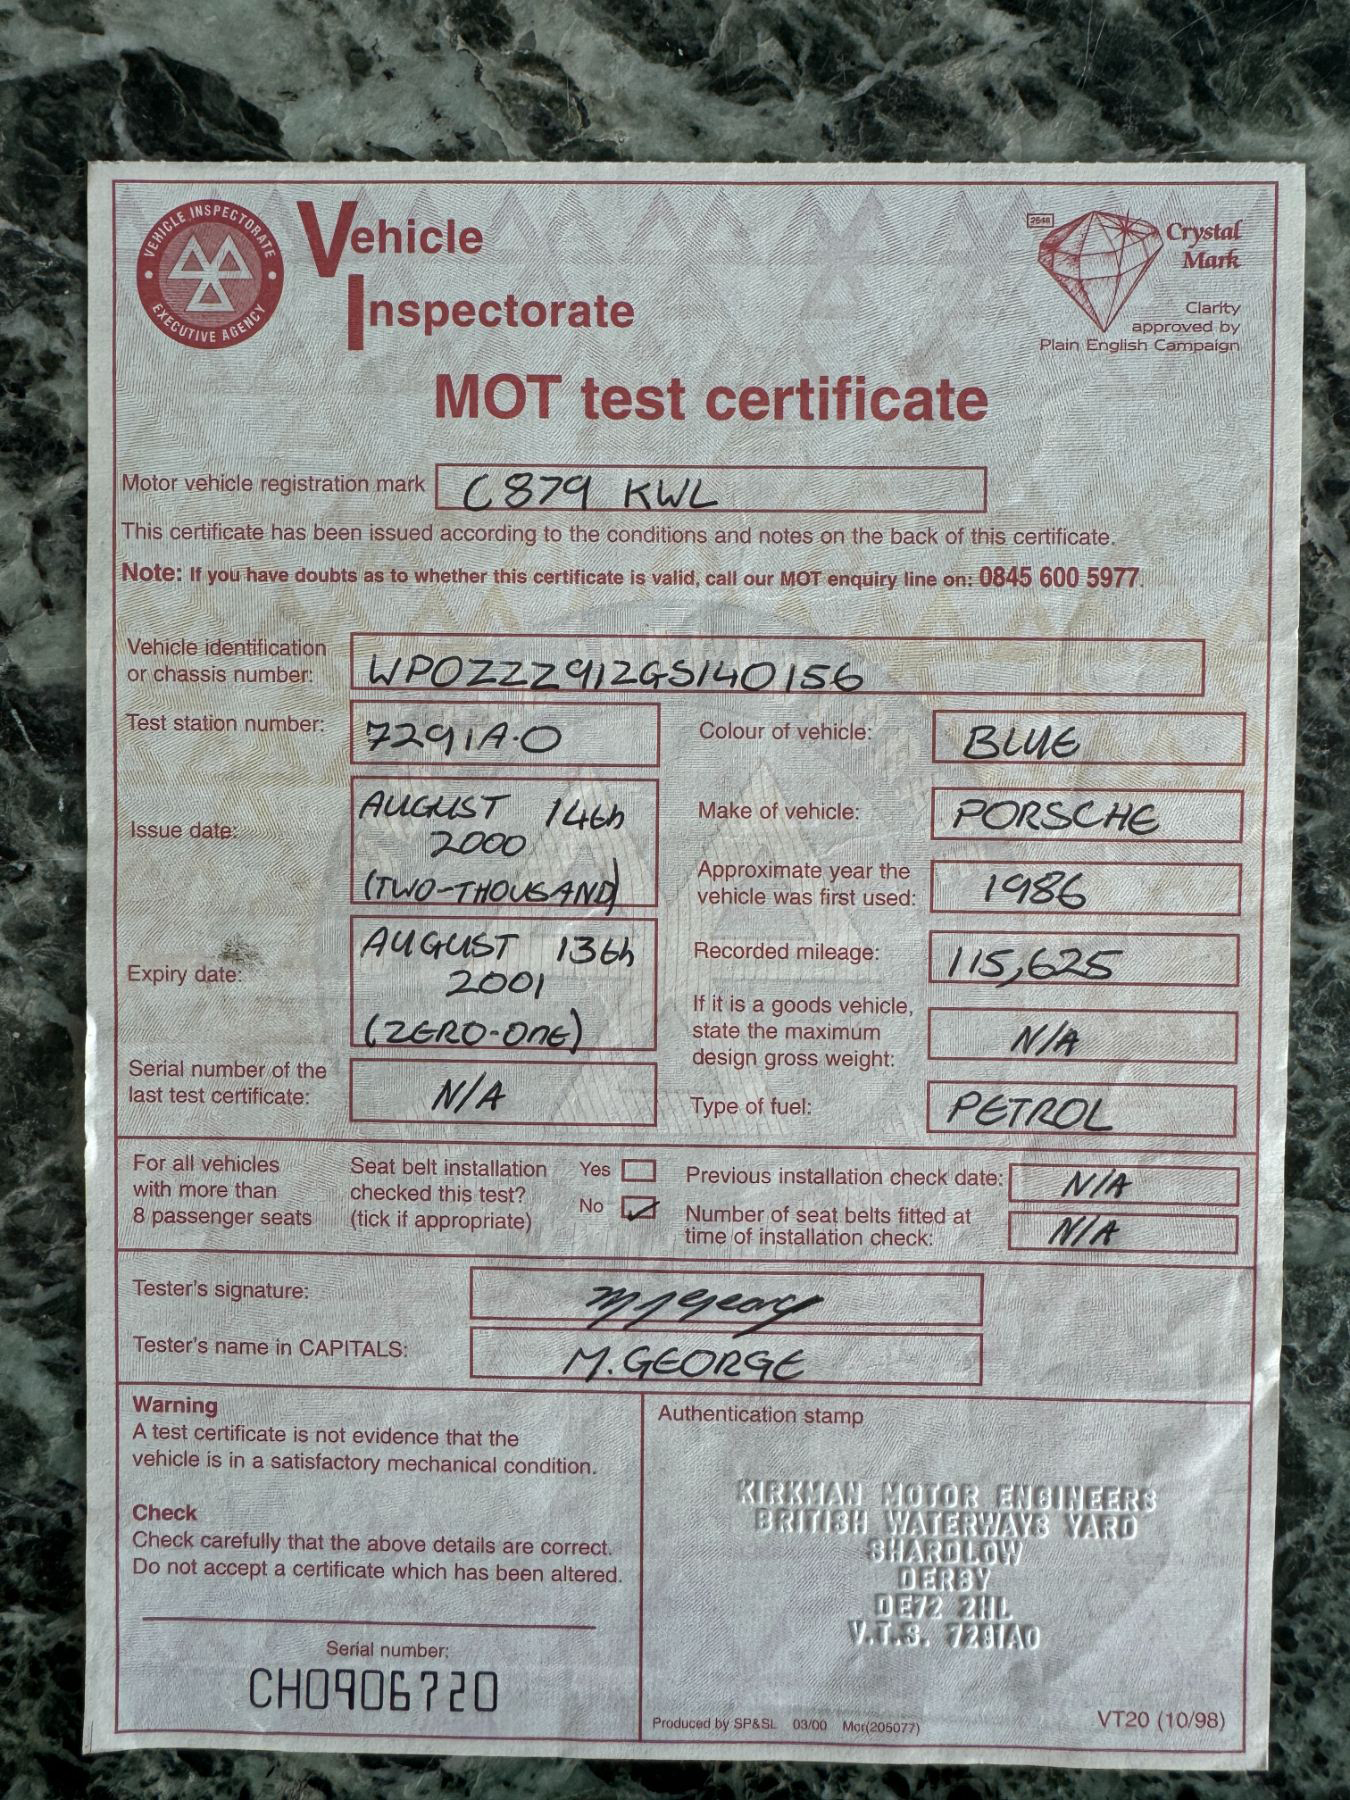 VEHICLE INSPECTORATE
EXECUTIVE AGENCY
Vehicle
Inspectorate
2546
Crystal
Mark
Clarity
approved by
Plain English Campaign
MOT test certificate
Motor vehicle registration mark C879 KWL
This certificate has been issued according to the conditions and notes on the back of this certificate.
Note: If you have doubts as to whether this certificate is valid, call our MOT enquiry line on: 0845 600 5977.
Vehicle identification
or chassis number: WPOZZZ91ZGS140156
Test station number: 7291A·O
Colour of vehicle: BLUE
Issue date: AUGUST 14th
2000
(TWO-THOUSAND)
Make of vehicle: PORSCHE
Approximate year the
vehicle was first used: 1986
Expiry date: AUGUST 13th
2001
(ZERO-ONE)
Recorded mileage: 115,625
If it is a goods vehicle,
state the maximum
design gross weight: N/A
Serial number of the
last test certificate: N/A
Type of fuel: PETROL
For all vehicles
with more than
8 passenger seats
Seat belt installation
checked this test?
(tick if appropriate)
Yes
No
Previous installation check date: N/A
Number of seat belts fitted at
time of installation check: N/A
Tester's signature:
Tester's name in CAPITALS: M. GEORGE
Warning
A test certificate is not evidence that the
vehicle is in a satisfactory mechanical condition.
Check
Check carefully that the above details are correct.
Do not accept a certificate which has been altered.
Serial number:
CH0906720
Authentication stamp
KIRKMAN MOTOR ENGINEERS
BRITISH WATERWAYS YARD
SHARDLOW
DERBY
DE72 2HL
V.T.S. 7291AO
Produced by SP&SL 03/00 Mcr(205077)
VT20 (10/98)